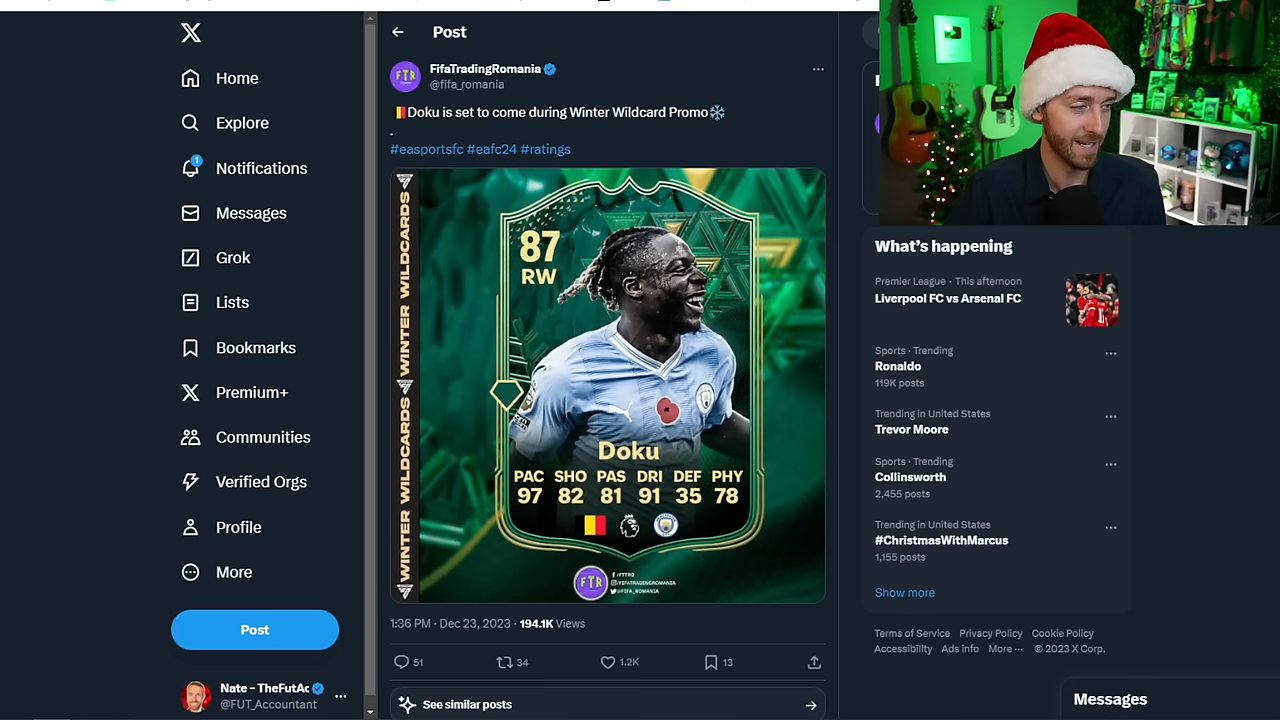 Home
Explore
1
Notifications
Messages
Grok
Lists
Bookmarks
Premium+
Communities
Verified Orgs
Profile
More
Post
Nate - TheFutAc
@FUT_Accountant
Post
FTR
FifaTradingRomania
@fifa_romania
Doku is set to come during Winter Wildcard Promo
.
#easportsfc #eafc24 #ratings
WINTER WILDCARDS
WINTER WILDCARDS
87
RW
Doku
PAC SHO PAS DRI DEF PHY
97 82 81 91 35 78
FTR
/FTTRO
/FIFATRADINGROMANIA
@FIFA_ROMANIA
1:36 PM · Dec 23, 2023 · 194.1K Views
51
34
1.2K
13
See similar posts
What's happening
Premier League · This afternoon
Liverpool FC vs Arsenal FC
Sports · Trending
Ronaldo
119K posts
Trending in United States
Trevor Moore
Sports · Trending
Collinsworth
2,455 posts
Trending in United States
#ChristmasWithMarcus
1,155 posts
Show more
Terms of Service Privacy Policy Cookie Policy
Accessibility Ads info More ··· © 2023 X Corp.
Messages